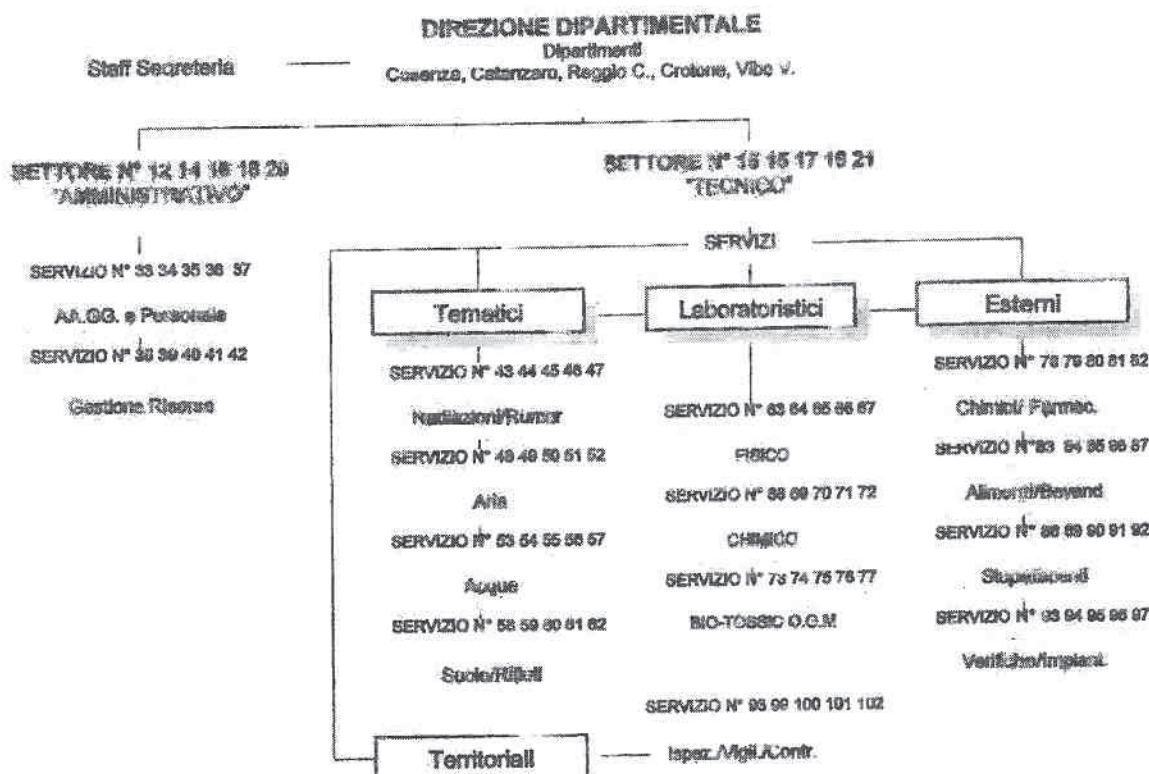 DIREZIONE DIPARTIMENTALE
Dipartimenti
Staff Segreteria
Cosenza, Catanzaro, Reggio C., Crotone, Vibo V.
SETTORE N° 12 14 16 18 20
"AMMINISTRATIVO"
SETTORE N° 15 17 21
"TECNICO"
SERVIZI
SERVIZIO N° 33 34 35 36 37
AA.GG. e Personale
SERVIZIO N° 38 39 40 41 42
Gestione Risorse
Tematici
SERVIZIO N° 43 44 45 46 47
Radiazioni/Rumor
SERVIZIO N° 48 49 50 51 52
Aria
SERVIZIO N° 53 54 55 56 57
Acque
SERVIZIO N° 58 59 60 61 62
Suolo/Rifiuti
Laboratoristici
SERVIZIO N° 63 64 65 66 67
FISICO
SERVIZIO N° 68 69 70 71 72
CHIMICO
SERVIZIO N° 73 74 75 76 77
BIO-TOSSIC O.G.M
Esterni
SERVIZIO N° 78 79 80 81 82
Chimici/ Farmac.
SERVIZIO N° 83 84 85 86 87
Alimenti/Bevand
SERVIZIO N° 88 89 90 91 92
Stupefacenti
SERVIZIO N° 93 94 95 96 97
Verifiche/Impiant.
SERVIZIO N° 99 100 101 102
Territoriali
Ispez./Vigil./Contr.